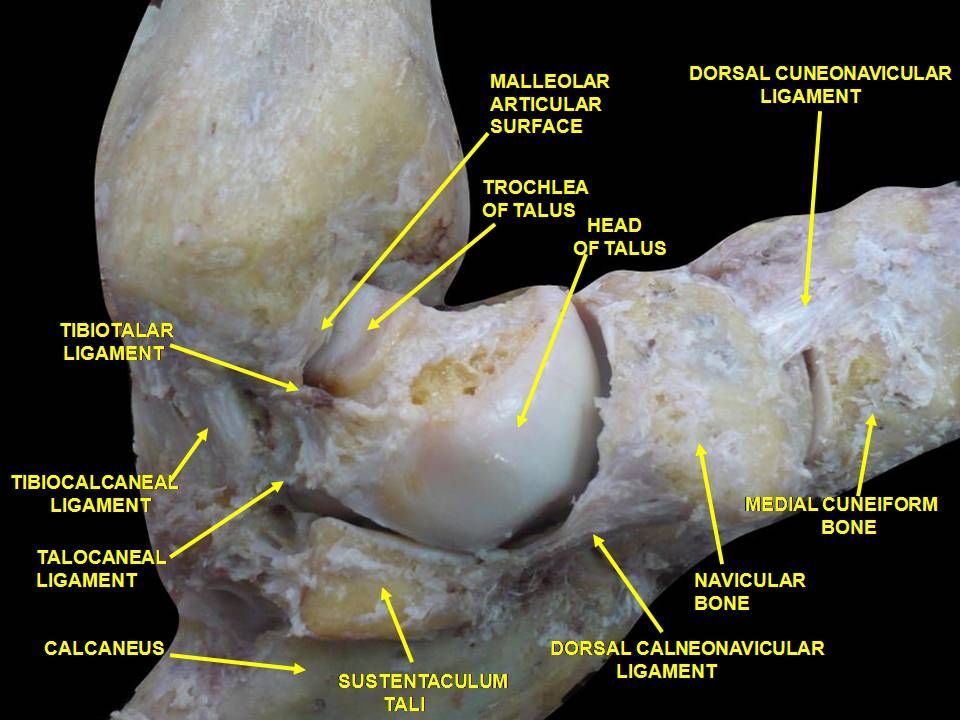 MALLEOLAR
ARTICULAR
SURFACE
DORSAL CUNEONAVICULAR
LIGAMENT
TROCHLEA
OF TALUS
HEAD
OF TALUS
TIBIOTALAR
LIGAMENT
TIBIOCALCANEAL
LIGAMENT
MEDIAL CUNEIFORM
BONE
TALOCANEAL
LIGAMENT
NAVICULAR
BONE
CALCANEUS
DORSAL CALNEONAVICULAR
LIGAMENT
SUSTENTACULUM
TALI